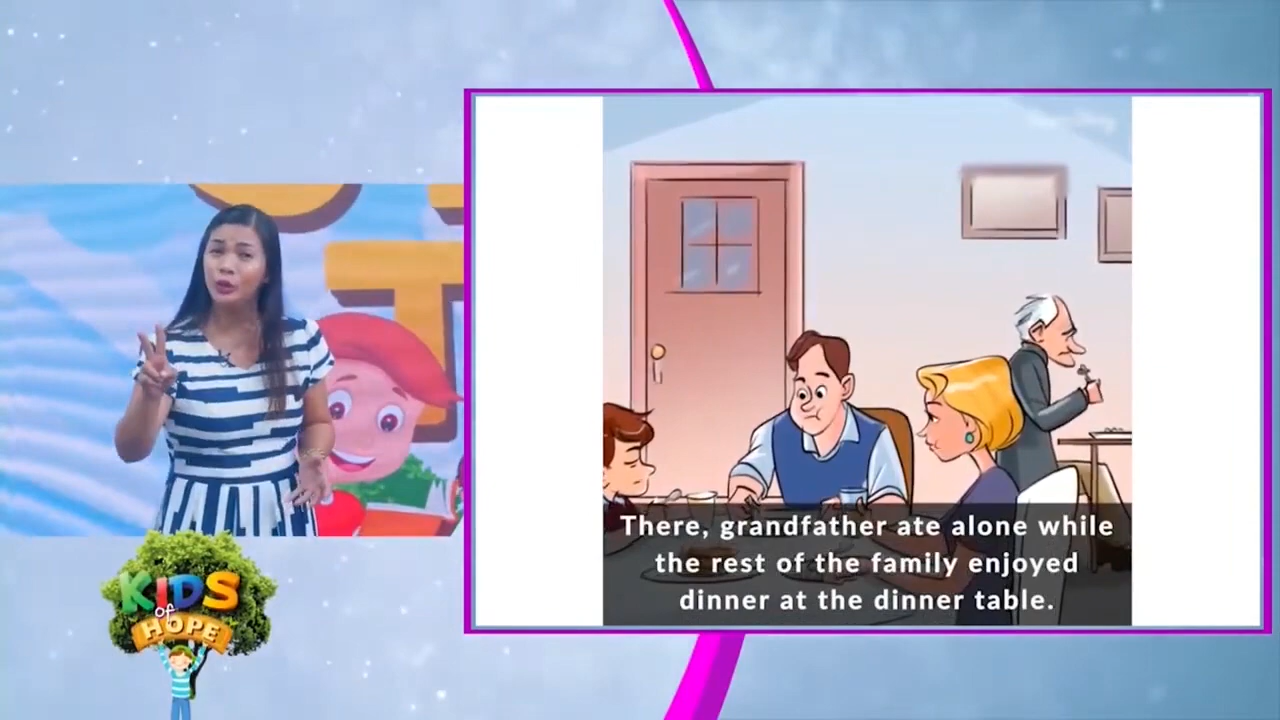 KIDS
of
HOPE
There, grandfather ate alone while
the rest of the family enjoyed
dinner at the dinner table.